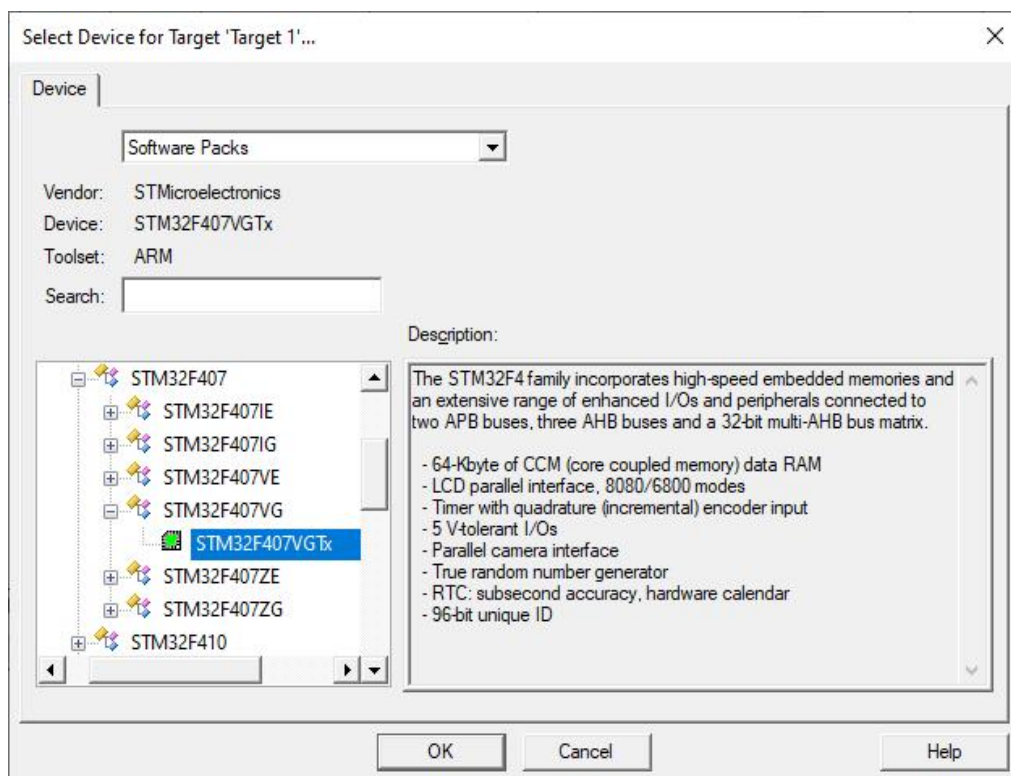 Select Device for Target 'Target 1'...
Device
Software Packs
Vendor: STMicroelectronics
Device: STM32F407VGTx
Toolset: ARM
Search:
STM32F407
STM32F407IE
STM32F407IG
STM32F407VE
STM32F407VG
STM32F407VGTx
STM32F407ZE
STM32F407ZG
STM32F410
Description:
The STM32F4 family incorporates high-speed embedded memories and
an extensive range of enhanced I/Os and peripherals connected to
two APB buses, three AHB buses and a 32-bit multi-AHB bus matrix.
- 64-Kbyte of CCM (core coupled memory) data RAM
- LCD parallel interface, 8080/6800 modes
- Timer with quadrature (incremental) encoder input
- 5 V-tolerant I/Os
- Parallel camera interface
- True random number generator
- RTC: subsecond accuracy, hardware calendar
- 96-bit unique ID
OK
Cancel
Help